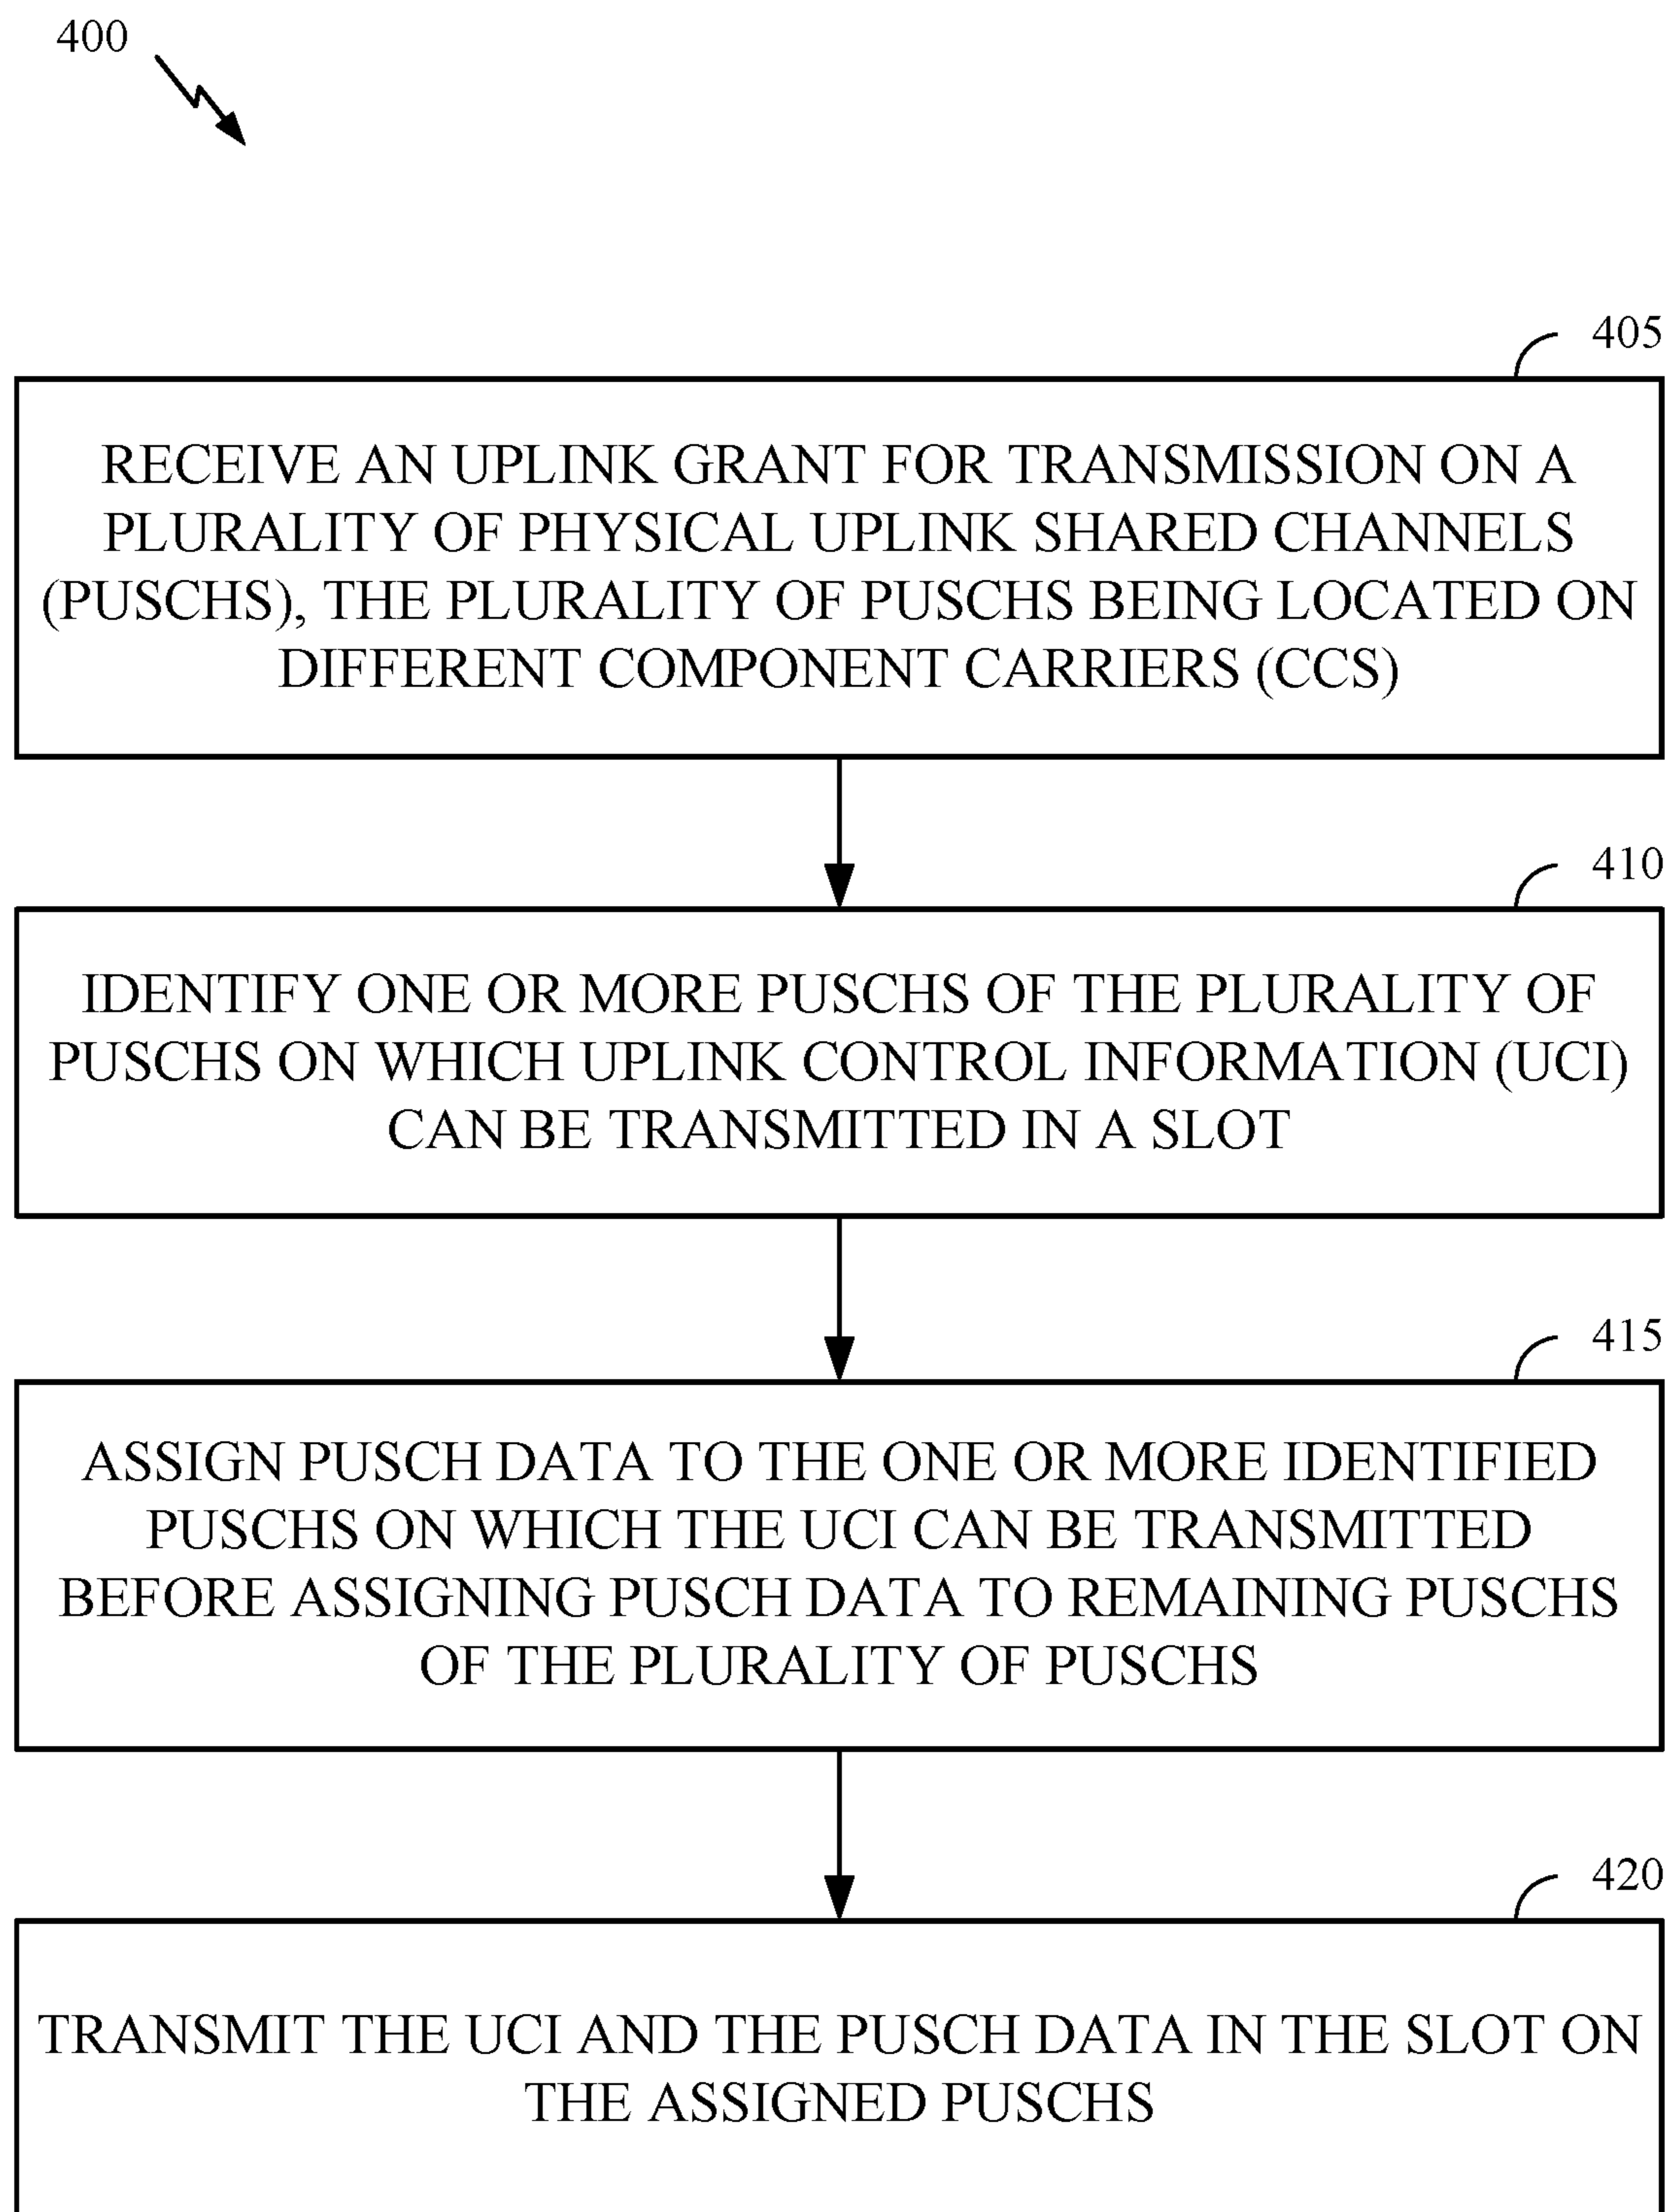 400
405
RECEIVE AN UPLINK GRANT FOR TRANSMISSION ON A
PLURALITY OF PHYSICAL UPLINK SHARED CHANNELS
(PUSCHS), THE PLURALITY OF PUSCHS BEING LOCATED ON
DIFFERENT COMPONENT CARRIERS (CCS)
410
IDENTIFY ONE OR MORE PUSCHS OF THE PLURALITY OF
PUSCHS ON WHICH UPLINK CONTROL INFORMATION (UCI)
CAN BE TRANSMITTED IN A SLOT
415
ASSIGN PUSCH DATA TO THE ONE OR MORE IDENTIFIED
PUSCHS ON WHICH THE UCI CAN BE TRANSMITTED
BEFORE ASSIGNING PUSCH DATA TO REMAINING PUSCHS
OF THE PLURALITY OF PUSCHS
420
TRANSMIT THE UCI AND THE PUSCH DATA IN THE SLOT ON
THE ASSIGNED PUSCHS